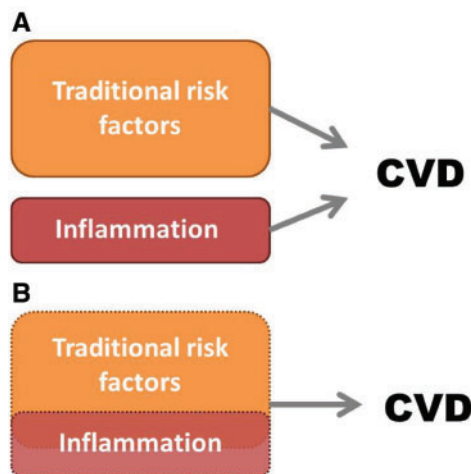 A
Traditional risk
factors
CVD
Inflammation
B
Traditional risk
factors
CVD
Inflammation